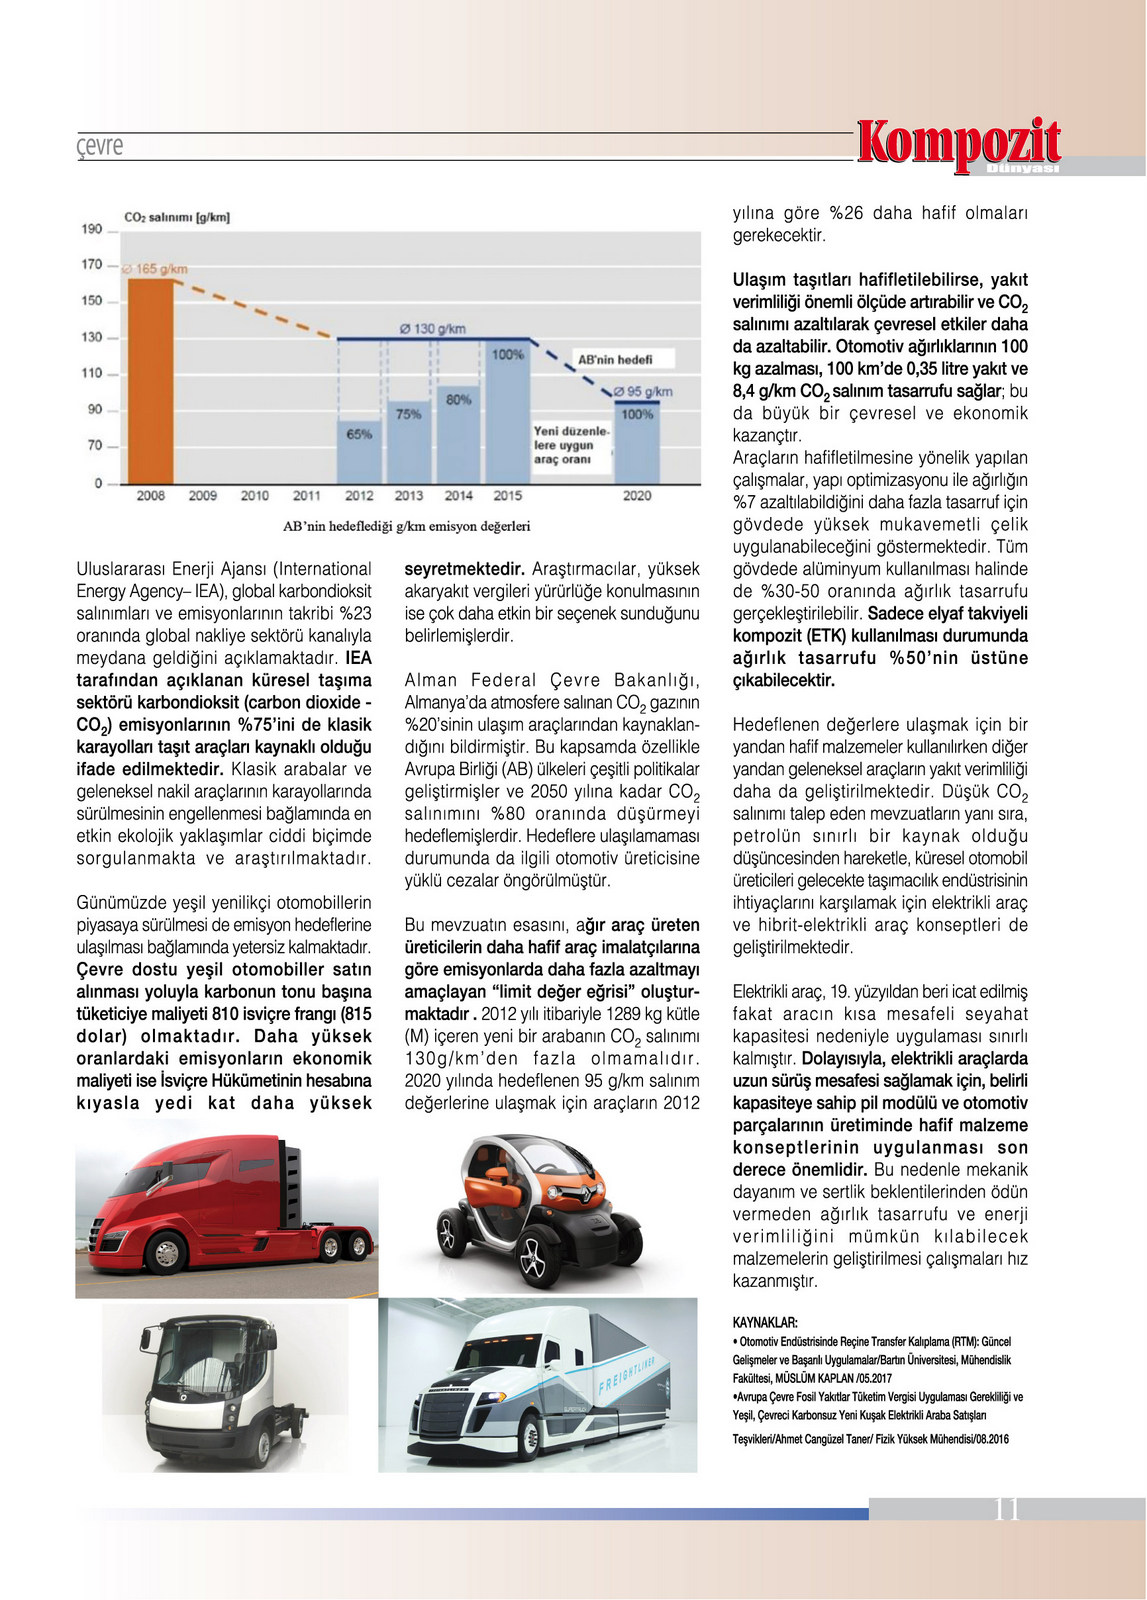 çevre
Kompozit
Dünyası
CO₂ salınımı [g/km]
190
170
150
130
110
90
70
0
Ø 165 g/km
Ø 130 g/km
AB'nin hedefi
Ø 95 g/km
65%
75%
80%
100%
100%
Yeni düzenle-
lere uygun
araç oranı
2008 2009 2010 2011 2012 2013 2014 2015 2020
AB’nin hedeflediği g/km emisyon değerleri
Uluslararası Enerji Ajansı (International
Energy Agency– IEA), global karbondioksit
salınımları ve emisyonlarının takribi %23
oranında global nakliye sektörü kanalıyla
meydana geldiğini açıklamaktadır. IEA
tarafından açıklanan küresel taşıma
sektörü karbondioksit (carbon dioxide -
CO₂) emisyonlarının %75’ini de klasik
karayolları taşıt araçları kaynaklı olduğu
ifade edilmektedir. Klasik arabalar ve
geleneksel nakil araçlarının karayollarında
sürülmesinin engellenmesi bağlamında en
etkin ekolojik yaklaşımlar ciddi biçimde
sorgulanmakta ve araştırılmaktadır.
Günümüzde yeşil yenilikçi otomobillerin
piyasaya sürülmesi de emisyon hedeflerine
ulaşılması bağlamında yetersiz kalmaktadır.
Çevre dostu yeşil otomobiller satın
alınması yoluyla karbonun tonu başına
tüketiciye maliyeti 810 isviçre frangı (815
dolar) olmaktadır. Daha yüksek
oranlardaki emisyonların ekonomik
maliyeti ise İsviçre Hükümetinin hesabına
kıyasla yedi kat daha yüksek
seyretmektedir. Araştırmacılar, yüksek
akaryakıt vergileri yürürlüğe konulmasının
ise çok daha etkin bir seçenek sunduğunu
belirlemişlerdir.
Alman Federal Çevre Bakanlığı,
Almanya’da atmosfere salınan CO₂ gazının
%20’sinin ulaşım araçlarından kaynaklan-
dığını bildirmiştir. Bu kapsamda özellikle
Avrupa Birliği (AB) ülkeleri çeşitli politikalar
geliştirmişler ve 2050 yılına kadar CO₂
salınımını %80 oranında düşürmeyi
hedeflemişlerdir. Hedeflere ulaşılamaması
durumunda da ilgili otomotiv üreticisine
yüklü cezalar öngörülmüştür.
Bu mevzuatın esasını, ağır araç üreten
üreticilerin daha hafif araç imalatçılarına
göre emisyonlarda daha fazla azaltmayı
amaçlayan “limit değer eğrisi” oluştur-
maktadır . 2012 yılı itibariyle 1289 kg kütle
(M) içeren yeni bir arabanın CO₂ salınımı
130g/km’den fazla olmamalıdır.
2020 yılında hedeflenen 95 g/km salınım
değerlerine ulaşmak için araçların 2012
yılına göre %26 daha hafif olmaları
gerekecektir.
Ulaşım taşıtları hafifletilebilirse, yakıt
verimliliği önemli ölçüde artırabilir ve CO₂
salınımı azaltılarak çevresel etkiler daha
da azaltabilir. Otomotiv ağırlıklarının 100
kg azalması, 100 km’de 0,35 litre yakıt ve
8,4 g/km CO₂ salınım tasarrufu sağlar; bu
da büyük bir çevresel ve ekonomik
kazançtır.
Araçların hafifletilmesine yönelik yapılan
çalışmalar, yapı optimizasyonu ile ağırlığın
%7 azaltılabildiğini daha fazla tasarruf için
gövdede yüksek mukavemetli çelik
uygulanabileceğini göstermektedir. Tüm
gövdede alüminyum kullanılması halinde
de %30-50 oranında ağırlık tasarrufu
gerçekleştirilebilir. Sadece elyaf takviyeli
kompozit (ETK) kullanılması durumunda
ağırlık tasarrufu %50’nin üstüne
çıkabilecektir.
Hedeflenen değerlere ulaşmak için bir
yandan hafif malzemeler kullanılırken diğer
yandan geleneksel araçların yakıt verimliliği
daha da geliştirilmektedir. Düşük CO₂
salınımı talep eden mevzuatların yanı sıra,
petrolün sınırlı bir kaynak olduğu
düşüncesinden hareketle, küresel otomobil
üreticileri gelecekte taşımacılık endüstrisinin
ihtiyaçlarını karşılamak için elektrikli araç
ve hibrit-elektrikli araç konseptleri de
geliştirilmektedir.
Elektrikli araç, 19. yüzyıldan beri icat edilmiş
fakat aracın kısa mesafeli seyahat
kapasitesi nedeniyle uygulaması sınırlı
kalmıştır. Dolayısıyla, elektrikli araçlarda
uzun sürüş mesafesi sağlamak için, belirli
kapasiteye sahip pil modülü ve otomotiv
parçalarının üretiminde hafif malzeme
konseptlerinin uygulanması son
derece önemlidir. Bu nedenle mekanik
dayanım ve sertlik beklentilerinden ödün
vermeden ağırlık tasarrufu ve enerji
verimliliğini mümkün kılabilecek
malzemelerin geliştirilmesi çalışmaları hız
kazanmıştır.
KAYNAKLAR:
• Otomotiv Endüstrisinde Reçine Transfer Kalıplama (RTM): Güncel
Gelişmeler ve Başarılı Uygulamalar/Bartın Üniversitesi, Mühendislik
Fakültesi, MÜSLÜM KAPLAN /05.2017
•Avrupa Çevre Fosil Yakıtlar Tüketim Vergisi Uygulaması Gerekliliği ve
Yeşil, Çevreci Karbonsuz Yeni Kuşak Elektrikli Araba Satışları
Teşvikleri/Ahmet Cangüzel Taner/ Fizik Yüksek Mühendisi/08.2016
FREIGHTLINER
11